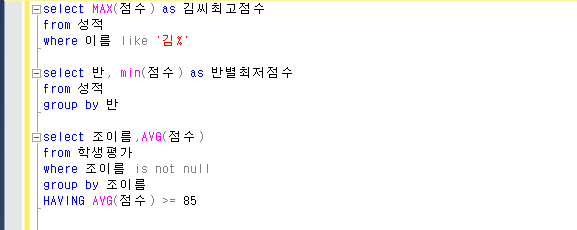 select MAX(점수) as 김씨최고점수
from 성적
where 이름 like '김%'
select 반, min(점수) as 반별최저점수
from 성적
group by 반
select 조이름,AVG(점수)
from 학생평가
where 조이름 is not null
group by 조이름
HAVING AVG(점수) >= 85